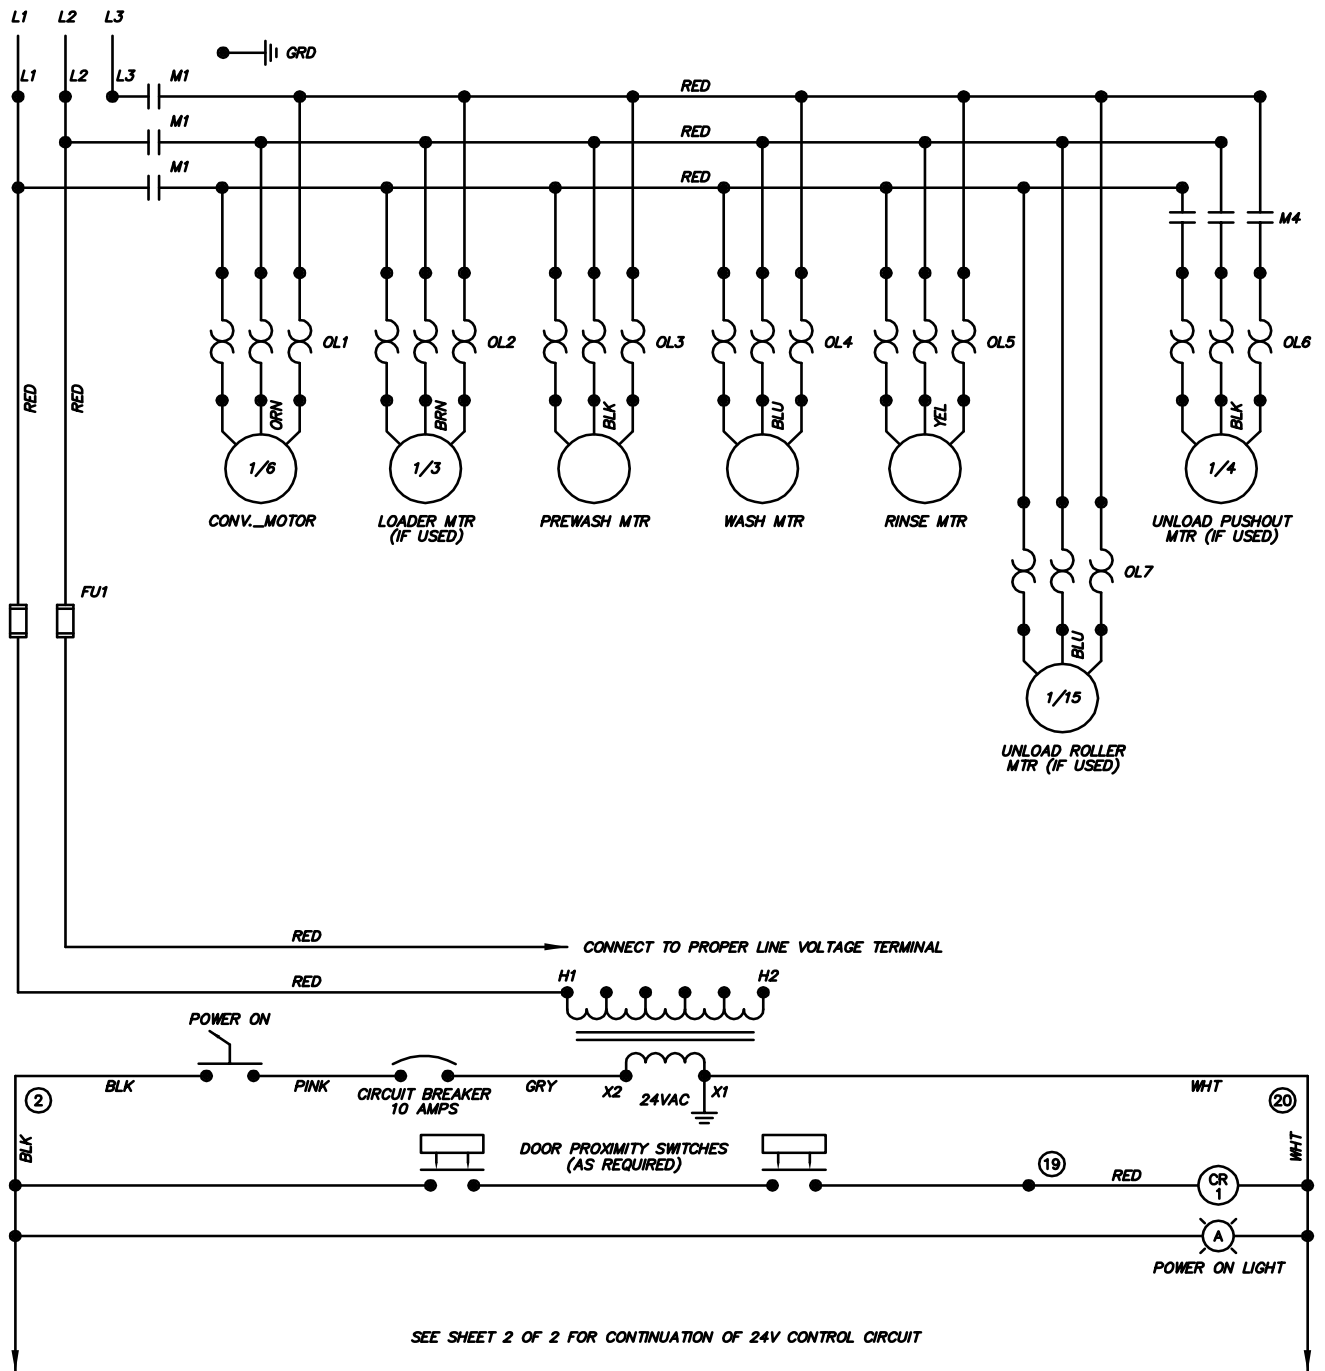 L1 L2 L3
GRD
L1 L2 L3 M1 RED
M1 RED
M1 RED
M4
OL1 OL2 OL3 OL4 OL5 OL6
RED RED
ORN BRN BLK BLU YEL BLK
1/6 1/3 1/4
CONV._MOTOR
LOADER MTR
(IF USED)
PREWASH MTR
WASH MTR
RINSE MTR
UNLOAD PUSHOUT
MTR (IF USED)
OL7
FU1
BLU
1/15
UNLOAD ROLLER
MTR (IF USED)
RED CONNECT TO PROPER LINE VOLTAGE TERMINAL
RED H1 H2
POWER ON
BLK PINK GRY X2 X1 WHT
CIRCUIT BREAKER
10 AMPS
24VAC
2 20
BLK WHT
DOOR PROXIMITY SWITCHES
(AS REQUIRED)
19 RED CR
1
A
POWER ON LIGHT
SEE SHEET 2 OF 2 FOR CONTINUATION OF 24V CONTROL CIRCUIT